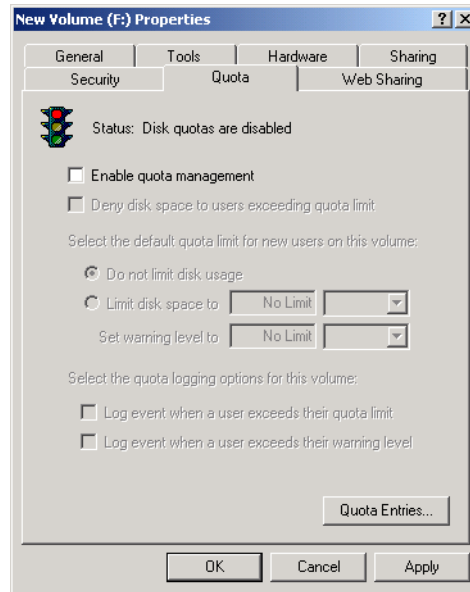 New Volume (F:) Properties
General Tools Hardware Sharing
Security Quota Web Sharing
Status: Disk quotas are disabled
Enable quota management
Deny disk space to users exceeding quota limit
Select the default quota limit for new users on this volume:
Do not limit disk usage
Limit disk space to No Limit
Set warning level to No Limit
Select the quota logging options for this volume:
Log event when a user exceeds their quota limit
Log event when a user exceeds their warning level
Quota Entries...
OK Cancel Apply